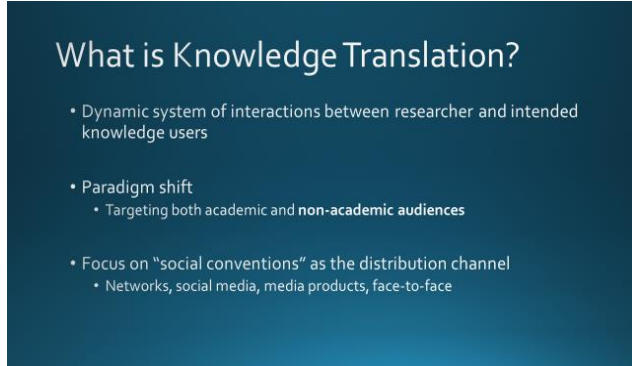 What is Knowledge Translation?
• Dynamic system of interactions between researcher and intended
knowledge users
• Paradigm shift
• Targeting both academic and non-academic audiences
• Focus on “social conventions” as the distribution channel
• Networks, social media, media products, face-to-face